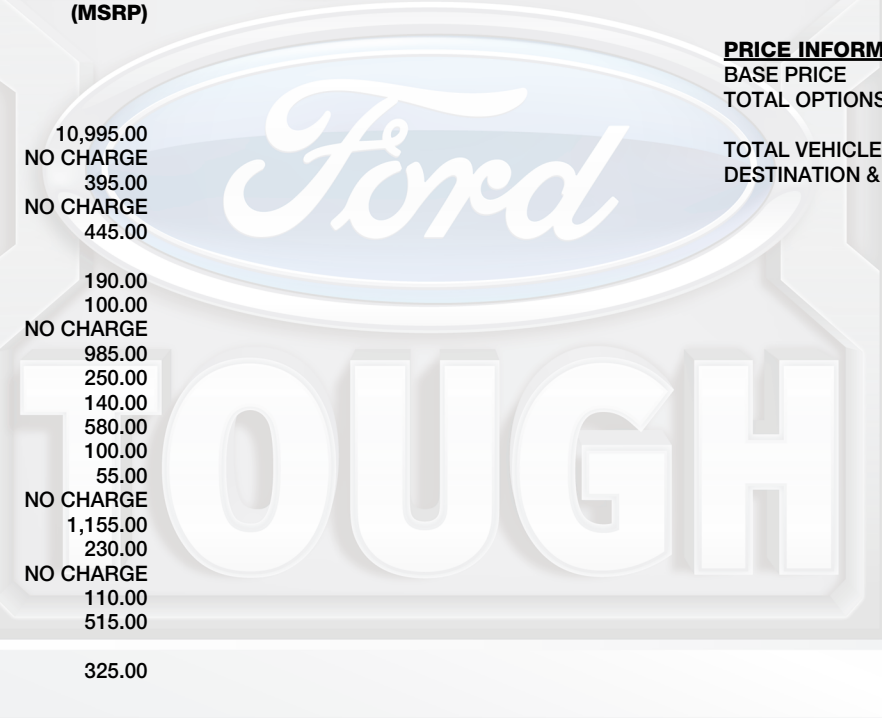 (MSRP)
10,995.00
NO CHARGE
395.00
NO CHARGE
445.00
190.00
100.00
NO CHARGE
985.00
250.00
140.00
580.00
100.00
55.00
NO CHARGE
1,155.00
230.00
NO CHARGE
110.00
515.00
325.00
PRICE INFORM
BASE PRICE
TOTAL OPTIONS
TOTAL VEHICLE
DESTINATION &
Ford
TOUGH